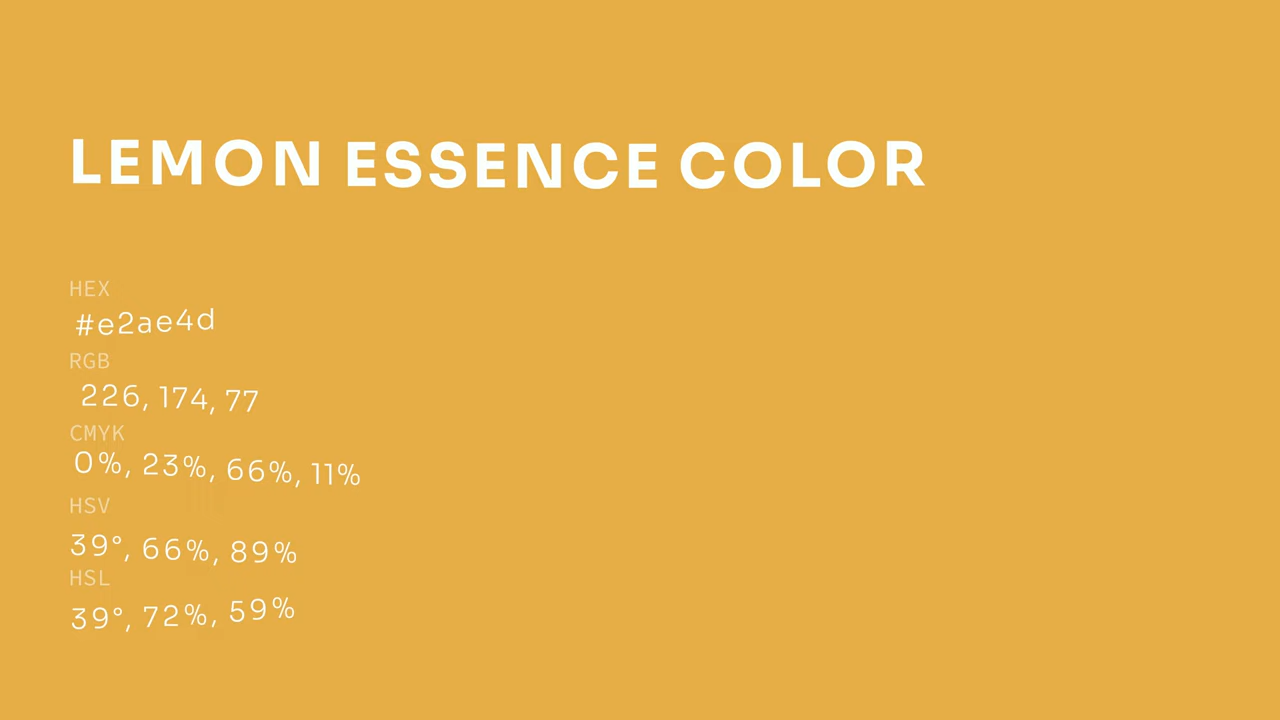 LEMON ESSENCE COLOR
HEX
#e2ae4d
RGB
226, 174, 77
CMYK
0%, 23%, 66%, 11%
HSV
39°, 66%, 89%
HSL
39°, 72%, 59%